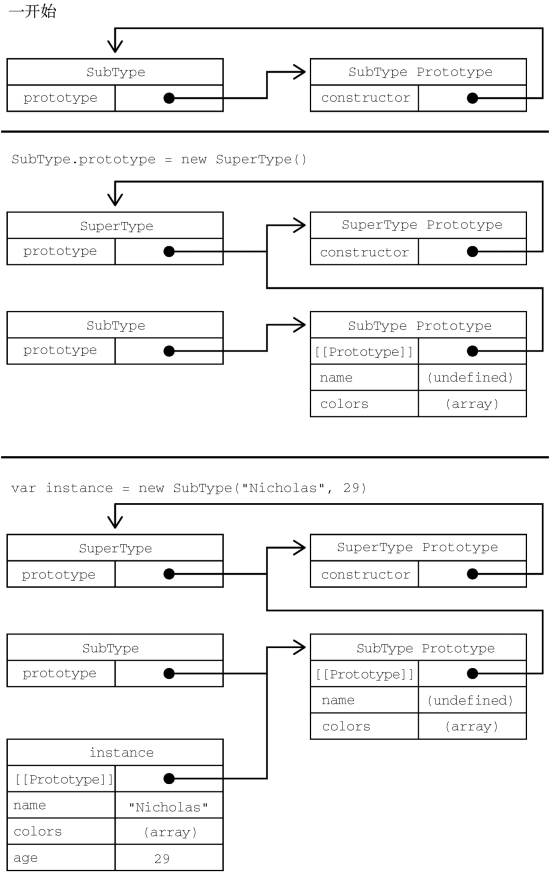 一开始
SubType
SubType Prototype
prototype
constructor
SubType.prototype = new SuperType()
SuperType
SuperType Prototype
prototype
constructor
SubType
SubType Prototype
prototype
[[Prototype]]
name
(undefined)
colors
(array)
var instance = new SubType("Nicholas", 29)
SuperType
SuperType Prototype
prototype
constructor
SubType
SubType Prototype
prototype
[[Prototype]]
name
(undefined)
colors
(array)
instance
[[Prototype]]
name
"Nicholas"
colors
(array)
age
29